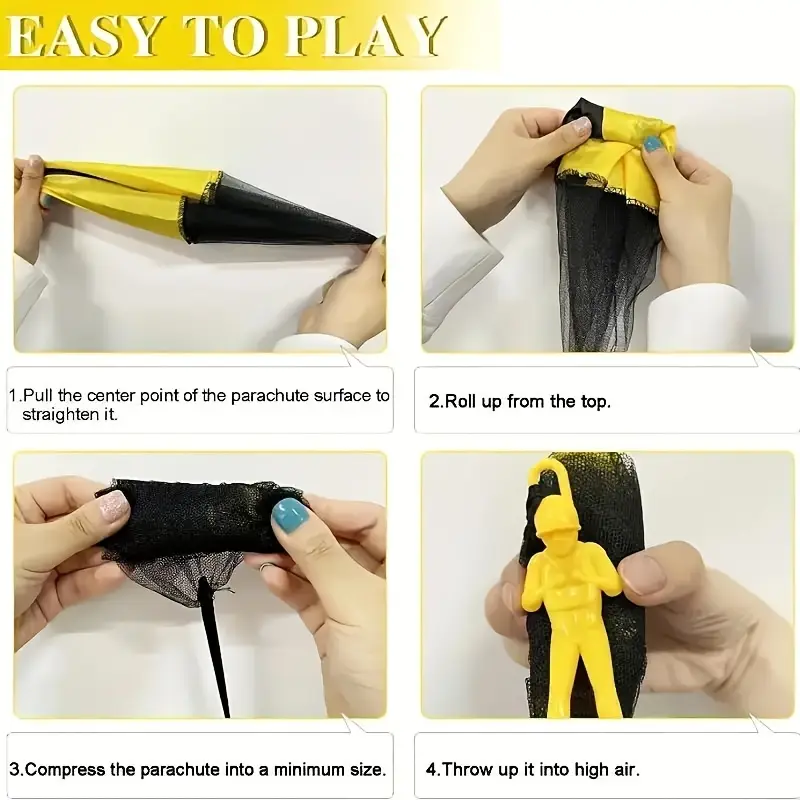 EASY TO PLAY
1.Pull the center point of the parachute surface to
straighten it.
2.Roll up from the top.
3.Compress the parachute into a minimum size.
4.Throw up it into high air.